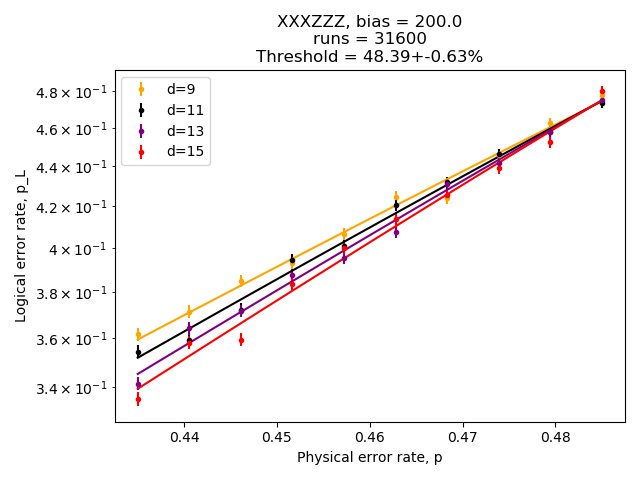 XXXZZZ, bias = 200.0
runs = 31600
Threshold = 48.39+-0.63%
d=9
d=11
d=13
d=15
4.8 × 10⁻¹
4.6 × 10⁻¹
4.4 × 10⁻¹
4.2 × 10⁻¹
4 × 10⁻¹
3.8 × 10⁻¹
3.6 × 10⁻¹
3.4 × 10⁻¹
Logical error rate, p_L
0.44 0.45 0.46 0.47 0.48
Physical error rate, p